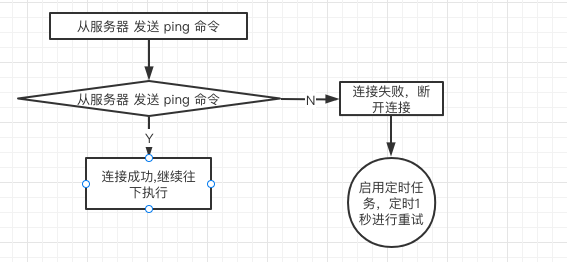 从服务器 发送 ping 命令
从服务器 发送 ping 命令
N
连接失败，断
开连接
Y
连接成功,继续往
下执行
启用定时任
务，定时1
秒进行重试